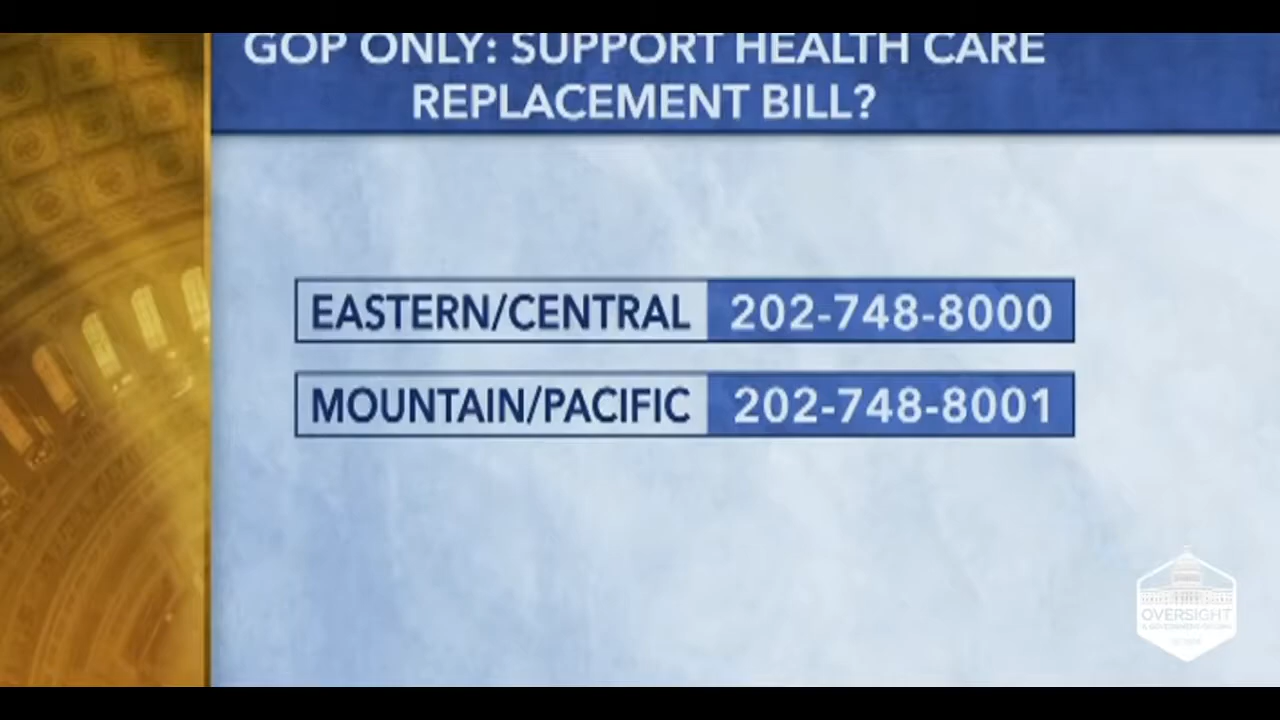 GOP ONLY: SUPPORT HEALTH CARE
REPLACEMENT BILL?
EASTERN/CENTRAL 202-748-8000
MOUNTAIN/PACIFIC 202-748-8001
OVERSIGHT